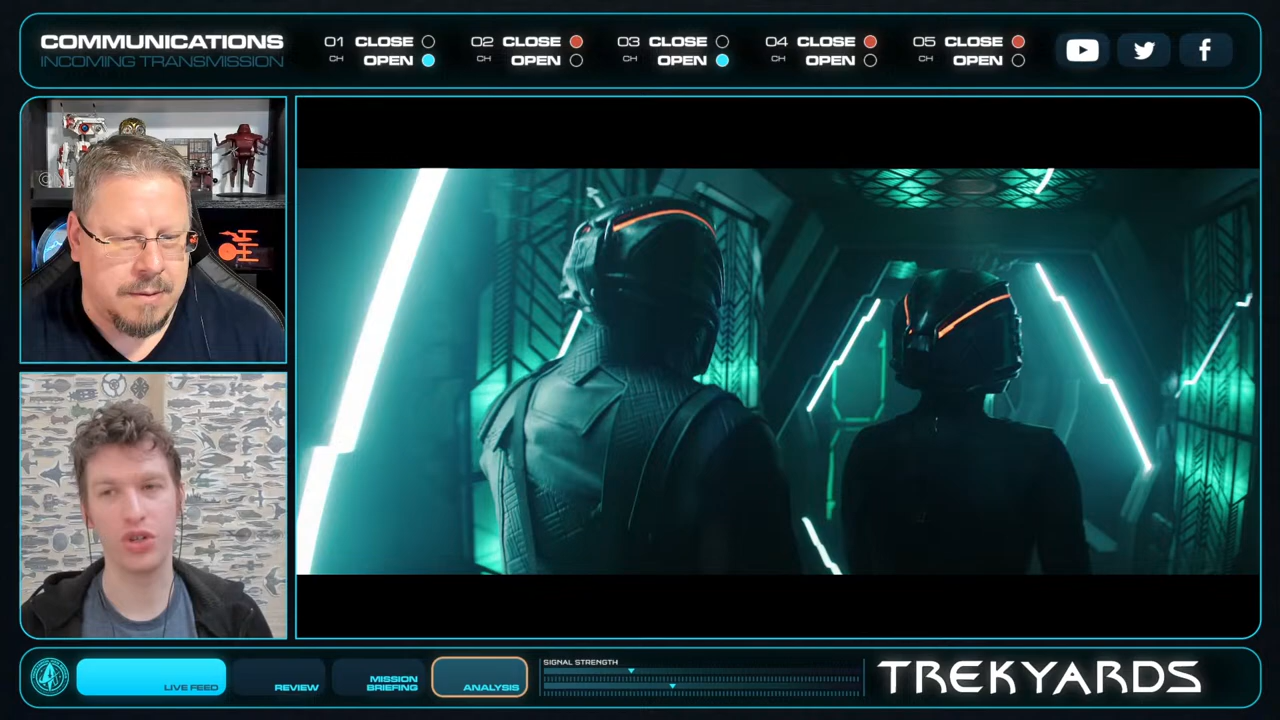 COMMUNICATIONS
INCOMING TRANSMISSION
01 CLOSE
CH OPEN
02 CLOSE
CH OPEN
03 CLOSE
CH OPEN
04 CLOSE
CH OPEN
05 CLOSE
CH OPEN
LIVE FEED
REVIEW
MISSION
BRIEFING
ANALYSIS
SIGNAL STRENGTH
TREKYARDS